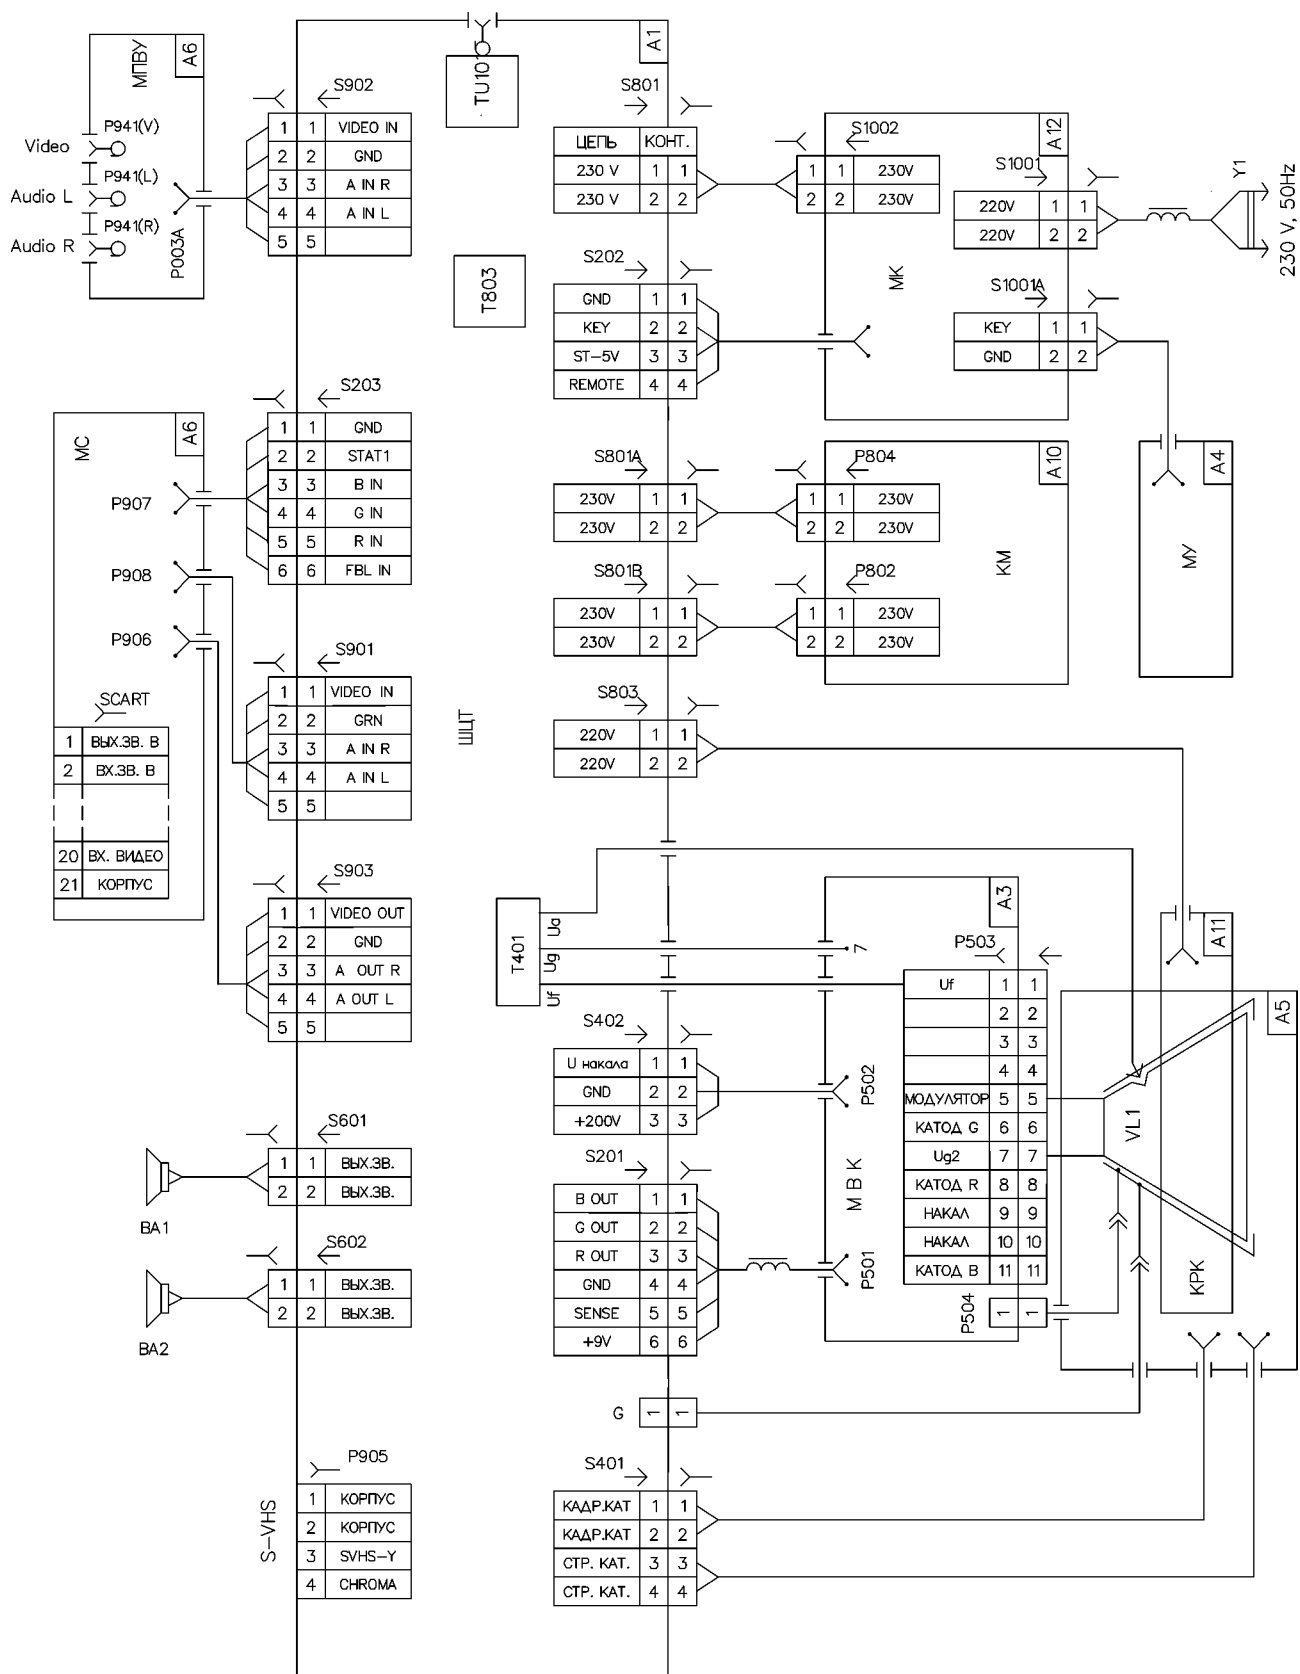 МПВУ
A6
Video
P941(V)
Audio L
P941(L)
Audio R
P941(R)
P003A
S902
1 1 VIDEO IN
2 2 GND
3 3 A IN R
4 4 A IN L
5 5
МС
A6
P907
P908
P906
SCART
1 ВЫХ.ЗВ. В
2 ВХ.ЗВ. В
20 ВХ. ВИДЕО
21 КОРПУС
S203
1 1 GND
2 2 STAT1
3 3 B IN
4 4 G IN
5 5 R IN
6 6 FBL IN
S901
1 1 VIDEO IN
2 2 GRN
3 3 A IN R
4 4 A IN L
5 5
S903
1 1 VIDEO OUT
2 2 GND
3 3 A OUT R
4 4 A OUT L
5 5
BA1
S601
1 1 ВЫХ.ЗВ.
2 2 ВЫХ.ЗВ.
BA2
S602
1 1 ВЫХ.ЗВ.
2 2 ВЫХ.ЗВ.
S-VHS
P905
1 КОРПУС
2 КОРПУС
3 SVHS-Y
4 CHROMA
TU101
A1
T803
ШЦТ
S801
ЦЕПЬ КОНТ.
230 V 1 1
230 V 2 2
S202
GND 1 1
KEY 2 2
ST-5V 3 3
REMOTE 4 4
S801A
230V 1 1
230V 2 2
S801B
230V 1 1
230V 2 2
S803
220V 1 1
220V 2 2
T401
Ua
Ug
Uf
7
S402
U накала 1 1
GND 2 2
+200V 3 3
S201
B OUT 1 1
G OUT 2 2
R OUT 3 3
GND 4 4
SENSE 5 5
+9V 6 6
G 1 1
S401
КАДР.КАТ 1 1
КАДР.КАТ 2 2
СТР. КАТ. 3 3
СТР. КАТ. 4 4
A12
МК
S1002
1 1 230V
2 2 230V
S1001
220V 1 1
220V 2 2
Y1
230 V, 50Hz
S1001A
KEY 1 1
GND 2 2
A10
КМ
P804
1 1 230V
2 2 230V
P802
1 1 230V
2 2 230V
A4
МУ
A3
М В К
P502
P501
P503
Uf 1 1
2 2
3 3
4 4
МОДУЛЯТОР 5 5
КАТОД G 6 6
Ug2 7 7
КАТОД R 8 8
НАКАЛ 9 9
НАКАЛ 10 10
КАТОД B 11 11
P504
1 1
A11
КРК
A5
VL1